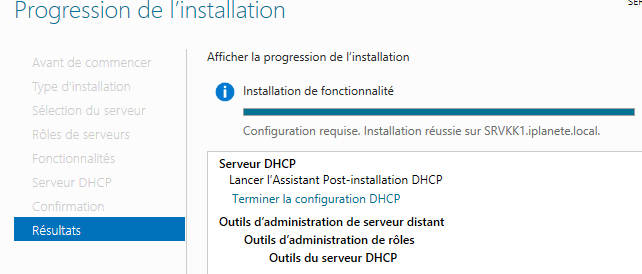 SER
Progression de l'installation
Afficher la progression de l'installation
Avant de commencer
Type d'installation
Sélection du serveur
Rôles de serveurs
Fonctionnalités
Serveur DHCP
Confirmation
Résultats
Installation de fonctionnalité
Configuration requise. Installation réussie sur SRVKK1.iplanete.local.
Serveur DHCP
Lancer l'Assistant Post-installation DHCP
Terminer la configuration DHCP
Outils d'administration de serveur distant
Outils d'administration de rôles
Outils du serveur DHCP